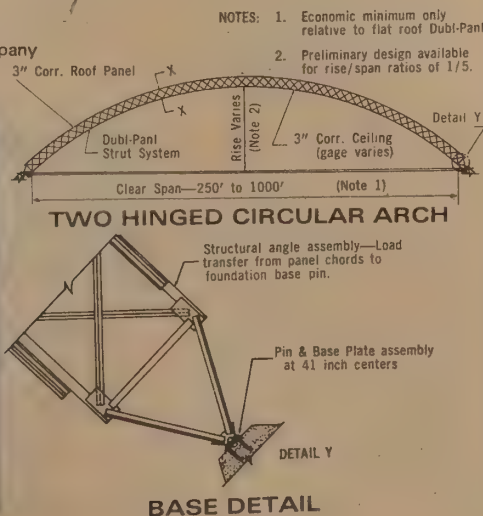 NOTES: 1. Economic minimum only
relative to flat roof Dubl-Panl
2. Preliminary design available
for rise/span ratios of 1/5.
3" Corr. Roof Panel
X
X
Dubl-Panl
Strut System
Rise Varies
(Note 2)
3" Corr. Ceiling
(gage varies)
Detail Y
Clear Span—250' to 1000' (Note 1)
TWO HINGED CIRCULAR ARCH
Structural angle assembly—Load
transfer from panel chords to
foundation base pin.
Pin & Base Plate assembly
at 41 inch centers
DETAIL Y
BASE DETAIL